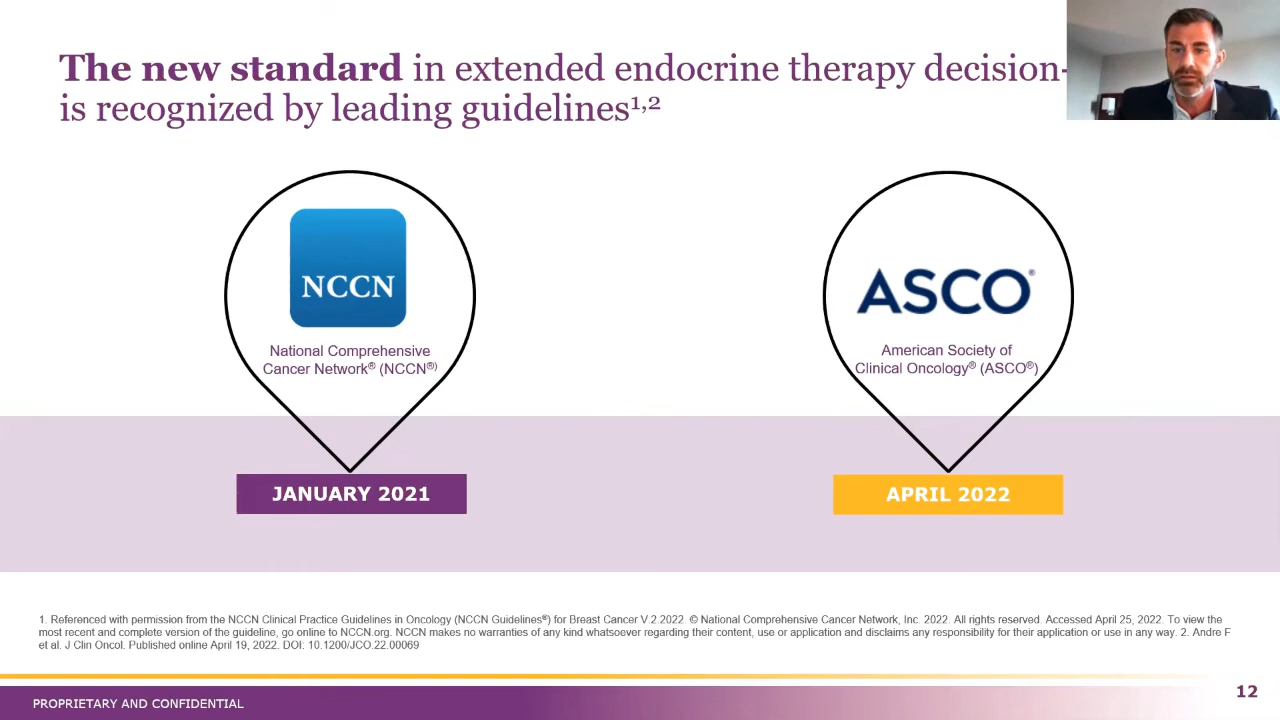 The new standard in extended endocrine therapy decision-
is recognized by leading guidelines1,2
NCCN
National Comprehensive
Cancer Network® (NCCN®)
ASCO®
American Society of
Clinical Oncology® (ASCO®)
JANUARY 2021
APRIL 2022
1. Referenced with permission from the NCCN Clinical Practice Guidelines in Oncology (NCCN Guidelines®) for Breast Cancer V.2.2022. © National Comprehensive Cancer Network, Inc. 2022. All rights reserved. Accessed April 25, 2022. To view the
most recent and complete version of the guideline, go online to NCCN.org. NCCN makes no warranties of any kind whatsoever regarding their content, use or application and disclaims any responsibility for their application or use in any way. 2. Andre F
et al. J Clin Oncol. Published online April 19, 2022. DOI: 10.1200/JCO.22.00069
PROPRIETARY AND CONFIDENTIAL
12